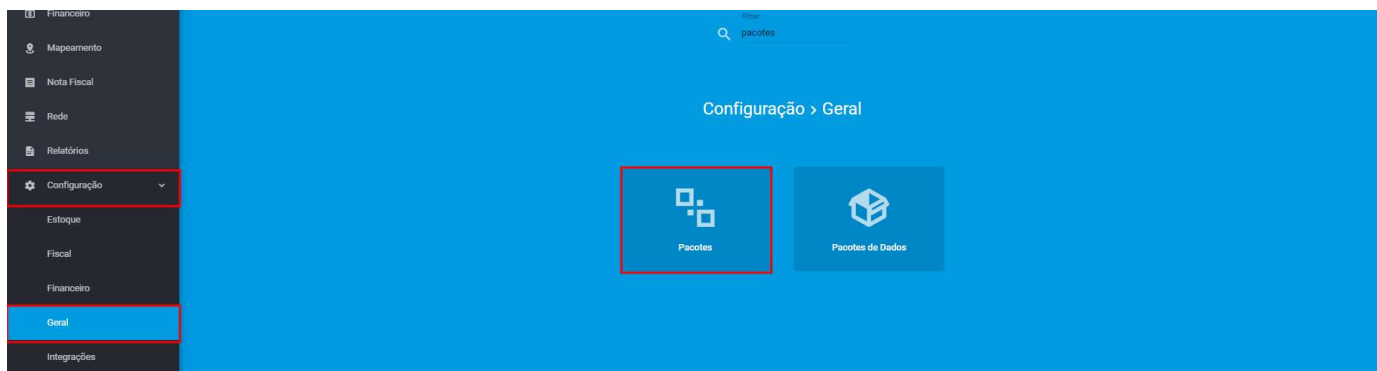 Financeiro
Mapeamento
Nota Fiscal
Rede
Relatórios
Configuração
Estoque
Fiscal
Financeiro
Geral
Integrações
Filtrar
pacotes
Configuração > Geral
Pacotes
Pacotes de Dados